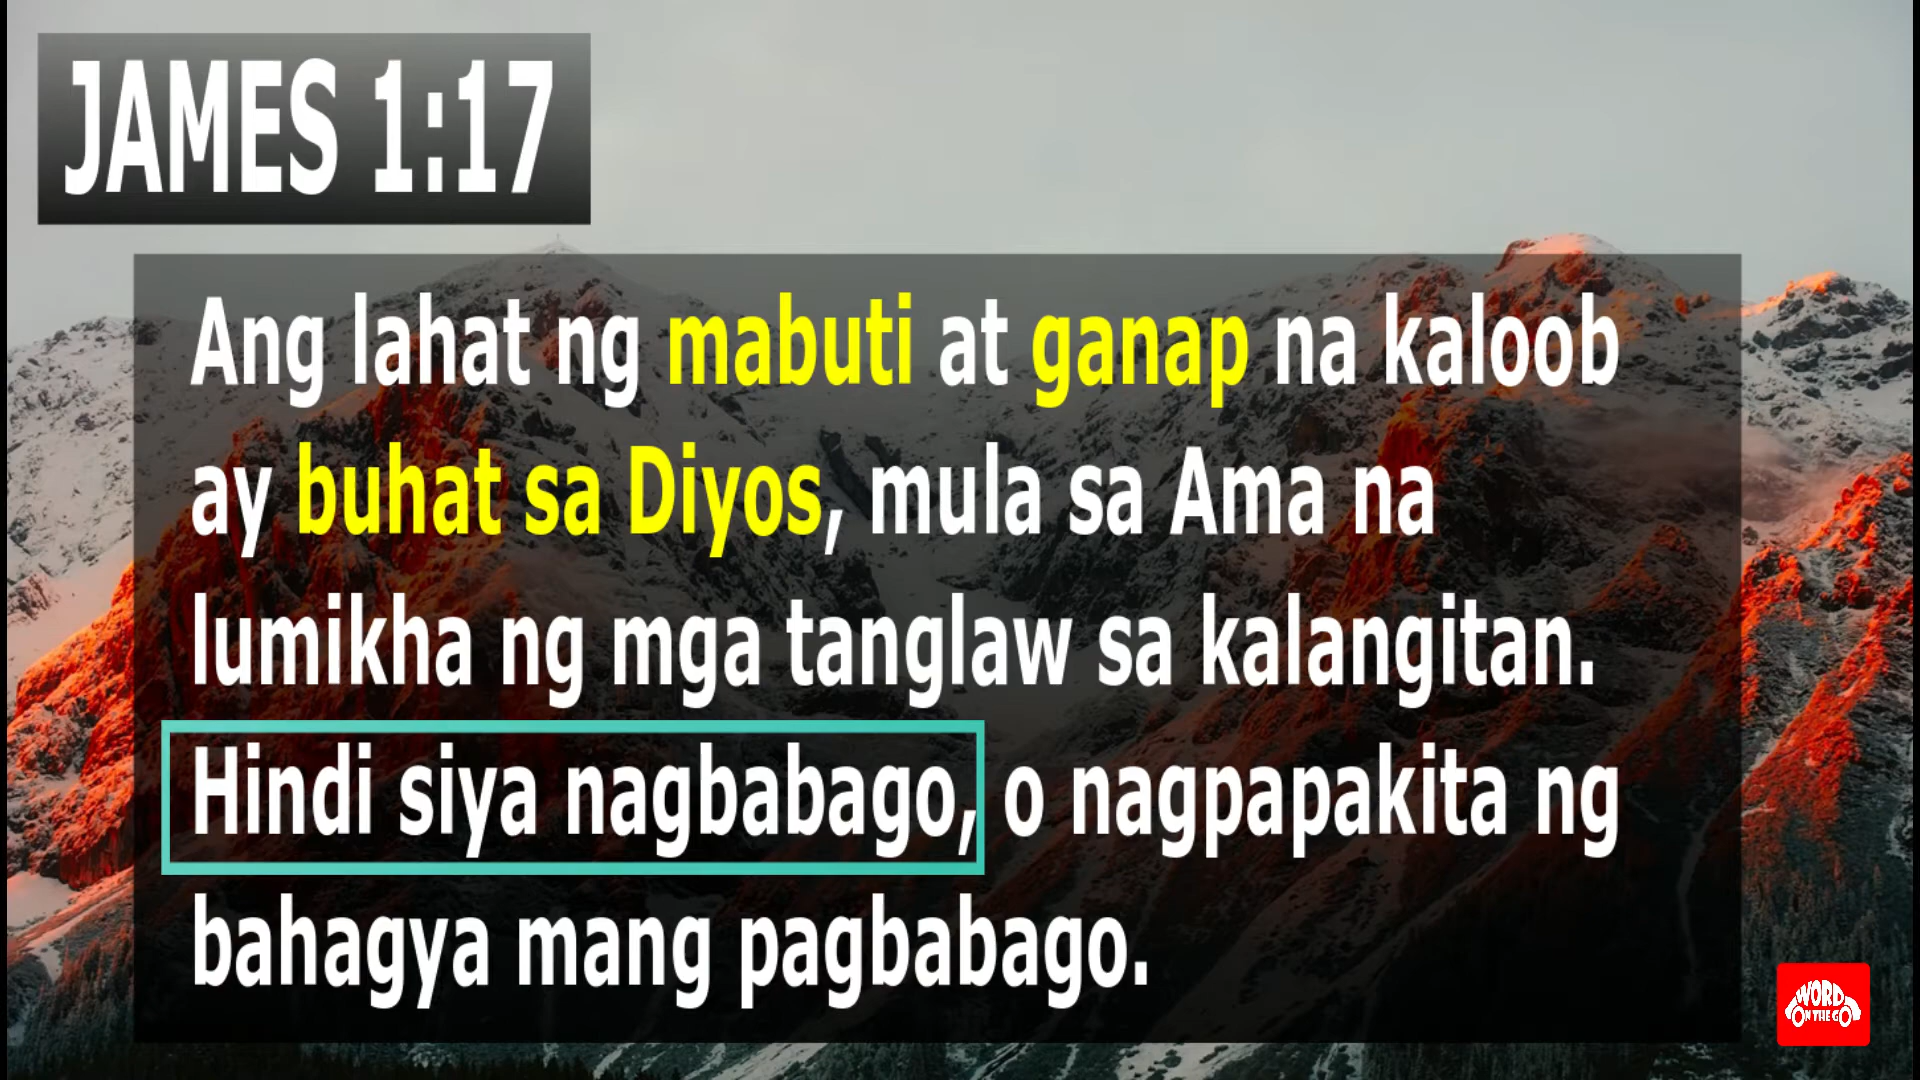 JAMES 1:17
Ang lahat ng mabuti at ganap na kaloob
ay buhat sa Diyos, mula sa Ama na
lumikha ng mga tanglaw sa kalangitan.
Hindi siya nagbabago, o nagpapakita ng
bahagya mang pagbabago.
WORD
ON THE GO